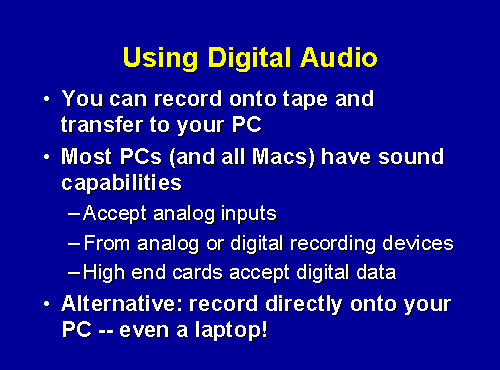 Using Digital Audio
• You can record onto tape and
transfer to your PC
• Most PCs (and all Macs) have sound
capabilities
–Accept analog inputs
–From analog or digital recording devices
–High end cards accept digital data
• Alternative: record directly onto your
PC -- even a laptop!